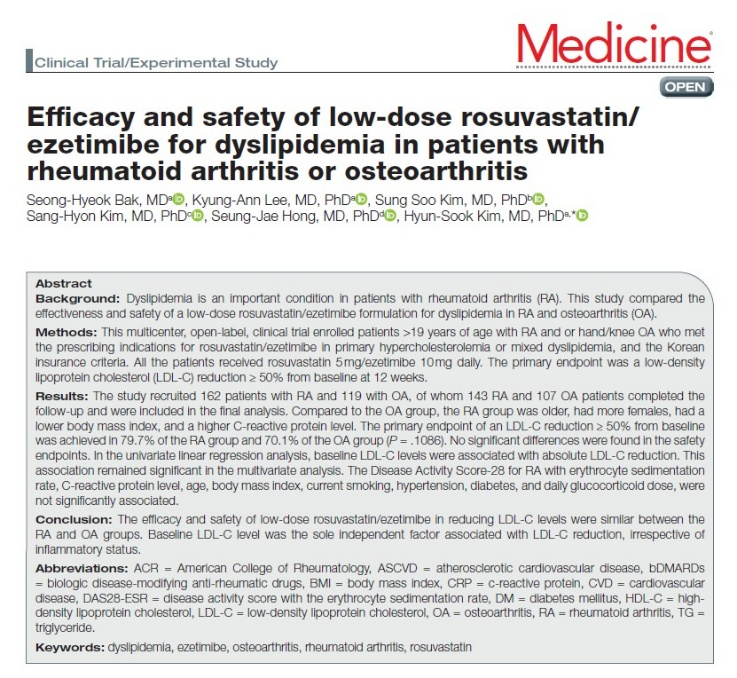 Medicine
Clinical Trial/Experimental Study
OPEN
Efficacy and safety of low-dose rosuvastatin/
ezetimibe for dyslipidemia in patients with
rheumatoid arthritis or osteoarthritis
Seong-Hyeok Bak, MDa, Kyung-Ann Lee, MD, PhDa, Sung Soo Kim, MD, PhDb,
Sang-Hyon Kim, MD, PhDc, Seung-Jae Hong, MD, PhDd, Hyun-Sook Kim, MD, PhDa,*
Abstract
Background: Dyslipidemia is an important condition in patients with rheumatoid arthritis (RA). This study compared the
effectiveness and safety of a low-dose rosuvastatin/ezetimibe formulation for dyslipidemia in RA and osteoarthritis (OA).
Methods: This multicenter, open-label, clinical trial enrolled patients >19 years of age with RA and or hand/knee OA who met
the prescribing indications for rosuvastatin/ezetimibe in primary hypercholesterolemia or mixed dyslipidemia, and the Korean
insurance criteria. All the patients received rosuvastatin 5 mg/ezetimibe 10 mg daily. The primary endpoint was a low-density
lipoprotein cholesterol (LDL-C) reduction ≥ 50% from baseline at 12 weeks.
Results: The study recruited 162 patients with RA and 119 with OA, of whom 143 RA and 107 OA patients completed the
follow-up and were included in the final analysis. Compared to the OA group, the RA group was older, had more females, had a
lower body mass index, and a higher C-reactive protein level. The primary endpoint of an LDL-C reduction ≥ 50% from baseline
was achieved in 79.7% of the RA group and 70.1% of the OA group (P = .1086). No significant differences were found in the safety
endpoints. In the univariate linear regression analysis, baseline LDL-C levels were associated with absolute LDL-C reduction. This
association remained significant in the multivariate analysis. The Disease Activity Score-28 for RA with erythrocyte sedimentation
rate, C-reactive protein level, age, body mass index, current smoking, hypertension, diabetes, and daily glucocorticoid dose, were
not significantly associated.
Conclusion: The efficacy and safety of low-dose rosuvastatin/ezetimibe in reducing LDL-C levels were similar between the
RA and OA groups. Baseline LDL-C level was the sole independent factor associated with LDL-C reduction, irrespective of
inflammatory status.
Abbreviations: ACR = American College of Rheumatology, ASCVD = atherosclerotic cardiovascular disease, bDMARDs
= biologic disease-modifying anti-rheumatic drugs, BMI = body mass index, CRP = c-reactive protein, CVD = cardiovascular
disease, DAS28-ESR = disease activity score with the erythrocyte sedimentation rate, DM = diabetes mellitus, HDL-C = high-
density lipoprotein cholesterol, LDL-C = low-density lipoprotein cholesterol, OA = osteoarthritis, RA = rheumatoid arthritis, TG =
triglyceride.
Keywords: dyslipidemia, ezetimibe, osteoarthritis, rheumatoid arthritis, rosuvastatin